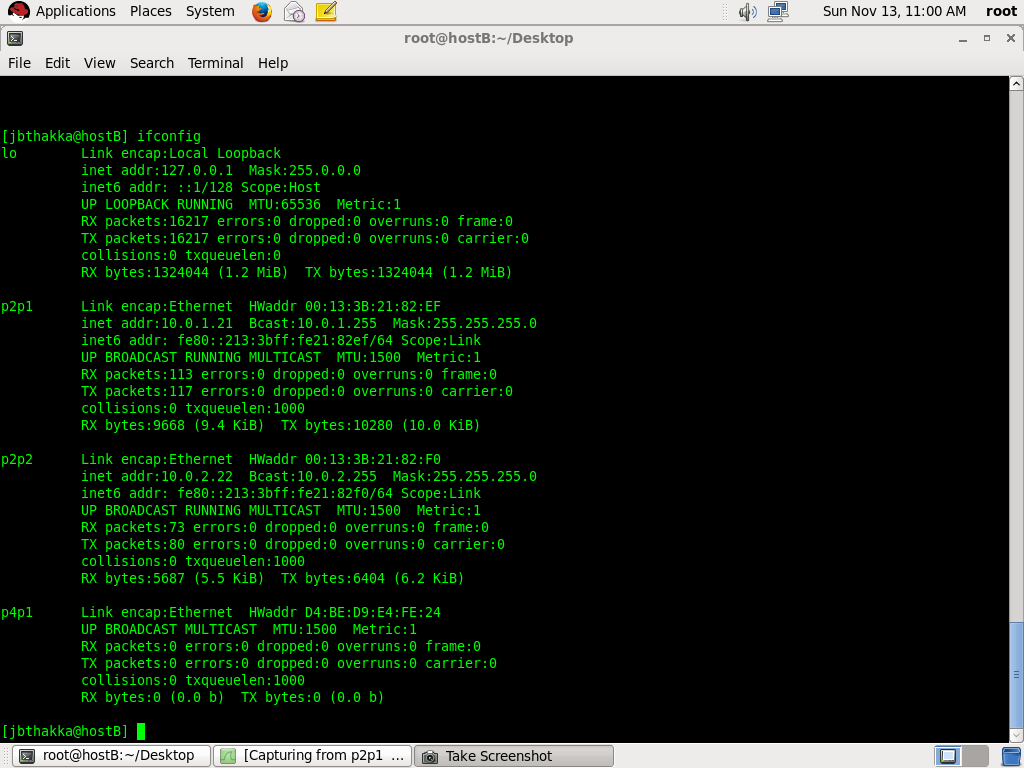 Applications Places System Sun Nov 13, 11:00 AM root
root@hostB:~/Desktop
File Edit View Search Terminal Help
[jbthakka@hostB] ifconfig
lo        Link encap:Local Loopback
          inet addr:127.0.0.1  Mask:255.0.0.0
          inet6 addr: ::1/128 Scope:Host
          UP LOOPBACK RUNNING  MTU:65536  Metric:1
          RX packets:16217 errors:0 dropped:0 overruns:0 frame:0
          TX packets:16217 errors:0 dropped:0 overruns:0 carrier:0
          collisions:0 txqueuelen:0
          RX bytes:1324044 (1.2 MiB)  TX bytes:1324044 (1.2 MiB)
p2p1      Link encap:Ethernet  HWaddr 00:13:3B:21:82:EF
          inet addr:10.0.1.21  Bcast:10.0.1.255  Mask:255.255.255.0
          inet6 addr: fe80::213:3bff:fe21:82ef/64 Scope:Link
          UP BROADCAST RUNNING MULTICAST  MTU:1500  Metric:1
          RX packets:113 errors:0 dropped:0 overruns:0 frame:0
          TX packets:117 errors:0 dropped:0 overruns:0 carrier:0
          collisions:0 txqueuelen:1000
          RX bytes:9668 (9.4 KiB)  TX bytes:10280 (10.0 KiB)
p2p2      Link encap:Ethernet  HWaddr 00:13:3B:21:82:F0
          inet addr:10.0.2.22  Bcast:10.0.2.255  Mask:255.255.255.0
          inet6 addr: fe80::213:3bff:fe21:82f0/64 Scope:Link
          UP BROADCAST RUNNING MULTICAST  MTU:1500  Metric:1
          RX packets:73 errors:0 dropped:0 overruns:0 frame:0
          TX packets:80 errors:0 dropped:0 overruns:0 carrier:0
          collisions:0 txqueuelen:1000
          RX bytes:5687 (5.5 KiB)  TX bytes:6404 (6.2 KiB)
p4p1      Link encap:Ethernet  HWaddr D4:BE:D9:E4:FE:24
          UP BROADCAST MULTICAST  MTU:1500  Metric:1
          RX packets:0 errors:0 dropped:0 overruns:0 frame:0
          TX packets:0 errors:0 dropped:0 overruns:0 carrier:0
          collisions:0 txqueuelen:1000
          RX bytes:0 (0.0 b)  TX bytes:0 (0.0 b)
[jbthakka@hostB]
root@hostB:~/Desktop [Capturing from p2p1 ... Take Screenshot